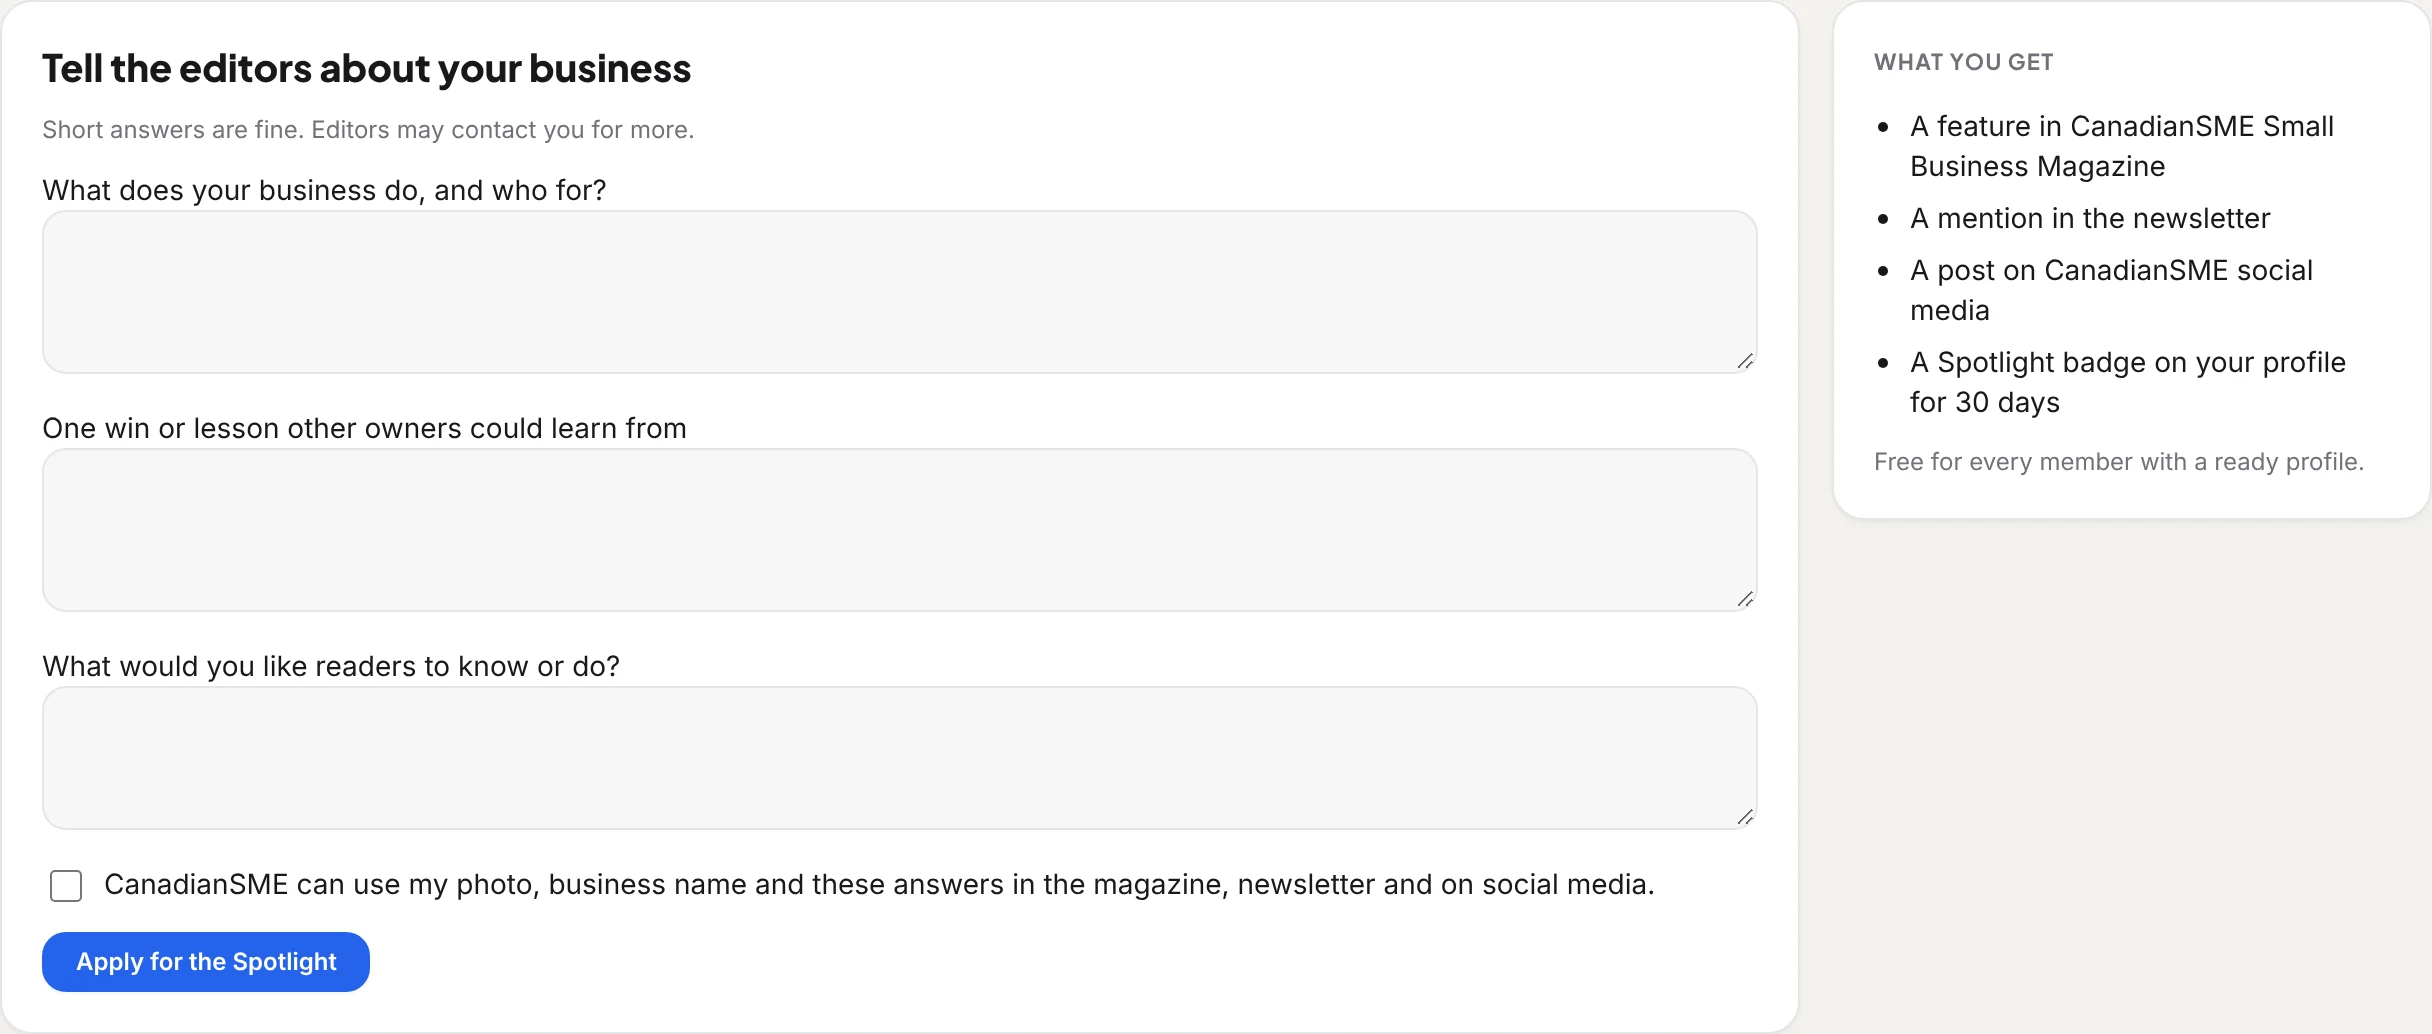 Tell the editors about your business
Short answers are fine. Editors may contact you for more.
What does your business do, and who for?
One win or lesson other owners could learn from
What would you like readers to know or do?
CanadianSME can use my photo, business name and these answers in the magazine, newsletter and on social media.
Apply for the Spotlight
WHAT YOU GET
A feature in CanadianSME Small
Business Magazine
A mention in the newsletter
A post on CanadianSME social
media
A Spotlight badge on your profile
for 30 days
Free for every member with a ready profile.